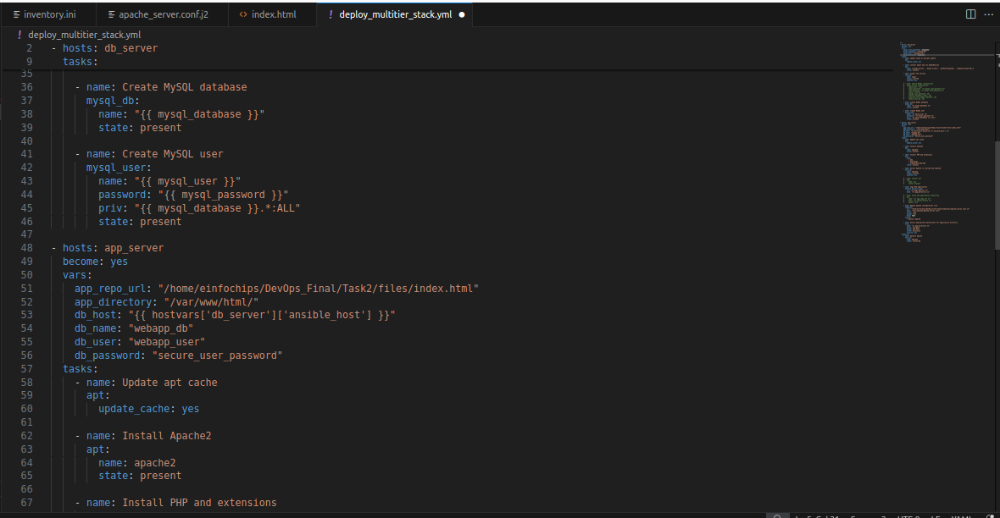 inventory.ini apache_server.conf.j2 <> index.html ! deploy_multitier_stack.yml ●
! deploy_multitier_stack.yml
2 - hosts: db_server
9 tasks:
35
36 - name: Create MySQL database
37 mysql_db:
38 name: "{{ mysql_database }}"
39 state: present
40
41 - name: Create MySQL user
42 mysql_user:
43 name: "{{ mysql_user }}"
44 password: "{{ mysql_password }}"
45 priv: "{{ mysql_database }}.*:ALL"
46 state: present
47
48 - hosts: app_server
49 become: yes
50 vars:
51 app_repo_url: "/home/einfochips/DevOps_Final/Task2/files/index.html"
52 app_directory: "/var/www/html/"
53 db_host: "{{ hostvars['db_server']['ansible_host'] }}"
54 db_name: "webapp_db"
55 db_user: "webapp_user"
56 db_password: "secure_user_password"
57 tasks:
58 - name: Update apt cache
59 apt:
60 update_cache: yes
61
62 - name: Install Apache2
63 apt:
64 name: apache2
65 state: present
66
67 - name: Install PHP and extensions